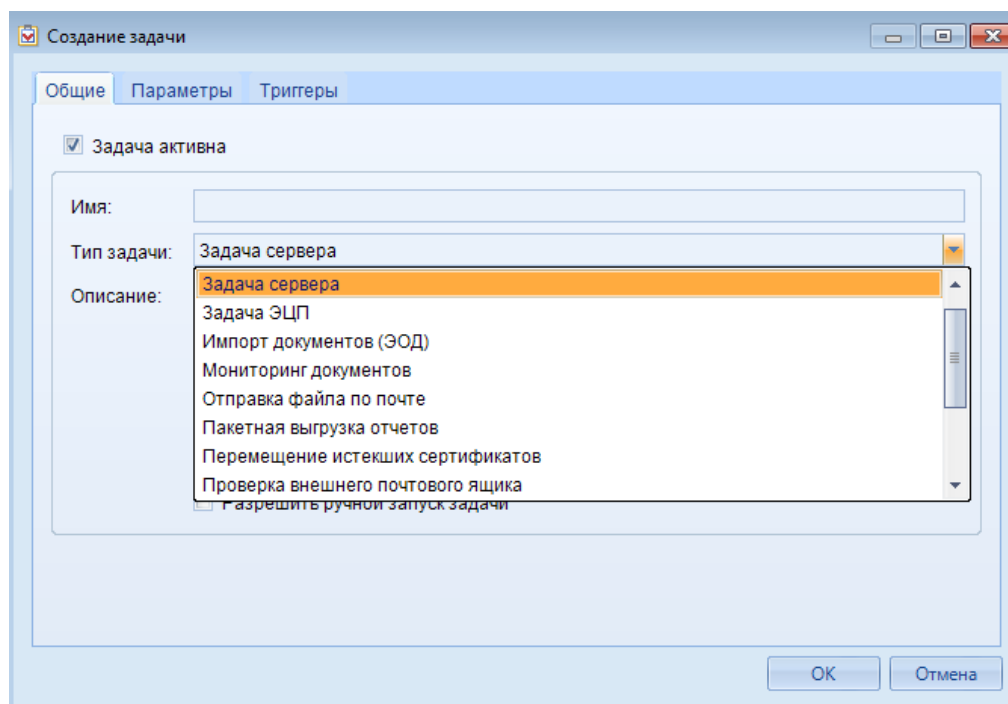 Создание задачи
Общие Параметры Триггеры
Задача активна
Имя:
Тип задачи: Задача сервера
Задача сервера
Описание:
Задача ЭЦП
Импорт документов (ЭОД)
Мониторинг документов
Отправка файла по почте
Пакетная выгрузка отчетов
Перемещение истекших сертификатов
Проверка внешнего почтового ящика
Разрешить ручной запуск задачи
ОК Отмена